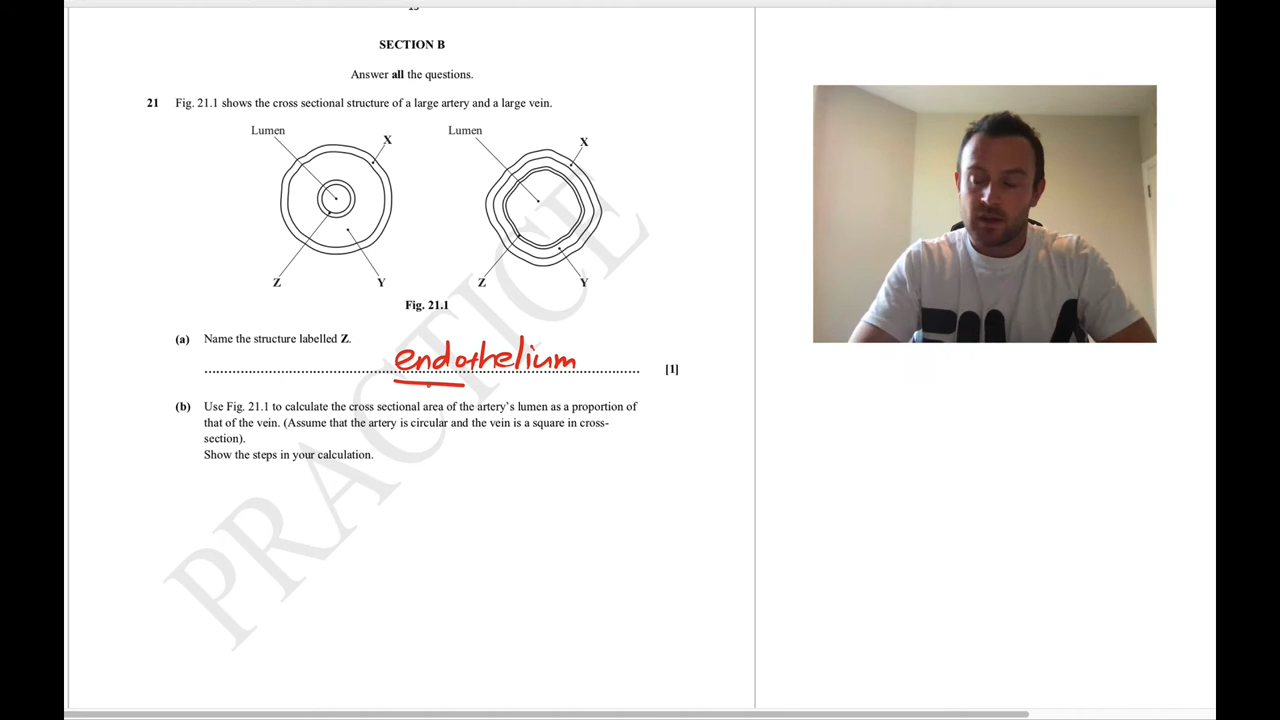 SECTION B
Answer all the questions.
21 Fig. 21.1 shows the cross sectional structure of a large artery and a large vein.
Lumen
X
Z
Y
Lumen
X
Z
Y
Fig. 21.1
(a) Name the structure labelled Z.
endothelium
[1]
(b) Use Fig. 21.1 to calculate the cross sectional area of the artery's lumen as a proportion of
that of the vein. (Assume that the artery is circular and the vein is a square in cross-
section).
Show the steps in your calculation.
PRACTICE